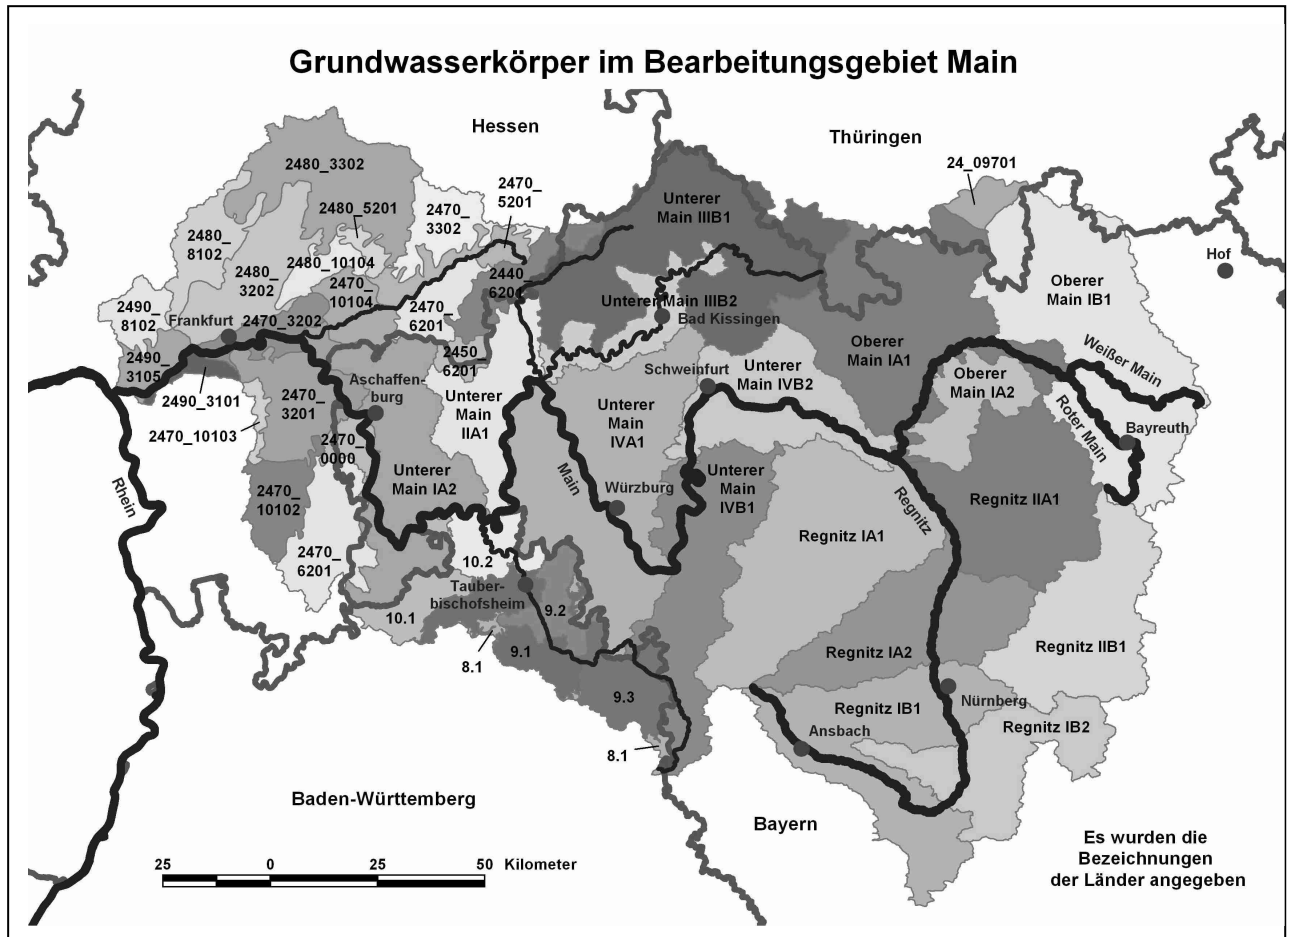 Grundwasserkörper im Bearbeitungsgebiet Main
Hessen
Thüringen
24_09701
2480_3302
2470_
5201
Unterer
Main IIIB1
2480_5201
2470_
3302
2480_
8102
2480_10104
2480_
3202
2470_
10104
2440_
6201
Hof
Oberer
Main IB1
2490_
8102
Frankfurt
2470_3202
2470_
6201
Unterer Main IIIB2
Bad Kissingen
2490_
3105
2450_
6201
Oberer
Main IA1
Weißer Main
2490_3101
Aschaffen-
burg
Schweinfurt
Unterer
Main IVB2
Oberer
Main IA2
2470_
3201
2470_10103
Unterer
Main
IIA1
Unterer
Main
IVA1
Roter Main
Bayreuth
2470_
0000
Unterer
Main IA2
Main
Unterer
Main
IVB1
Rhein
2470_
10102
Würzburg
Regnitz
Regnitz IIA1
Regnitz IA1
2470_
6201
10.2
Tauber-
bischofsheim
10.1
9.2
8.1
9.1
Regnitz IA2
Regnitz IIB1
9.3
Regnitz IB1
Nürnberg
Ansbach
Regnitz IB2
8.1
Baden-Württemberg
Bayern
Es wurden die
Bezeichnungen
der Länder angegeben
25 0 25 50 Kilometer